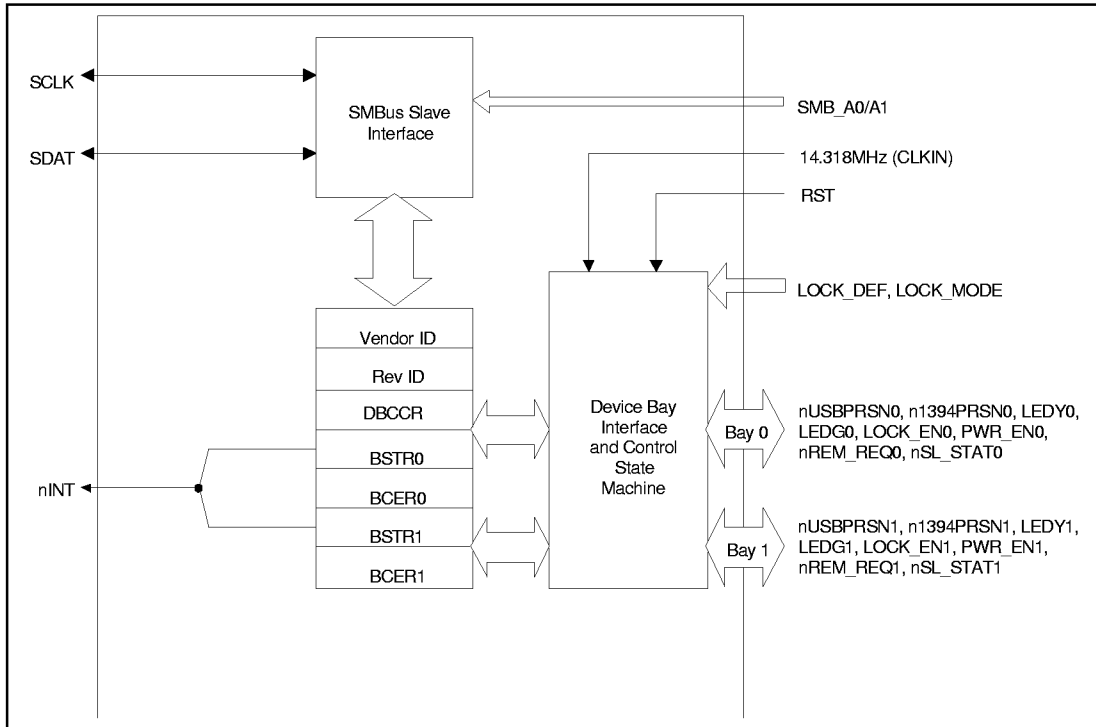 SCLK
SDAT
SMBus Slave
Interface
SMB_A0/A1
14.318MHz (CLKIN)
RST
LOCK_DEF, LOCK_MODE
Vendor ID
Rev ID
DBCCR
BSTR0
BCER0
BSTR1
BCER1
nINT
Device Bay
Interface
and Control
State
Machine
Bay 0
nUSBPRSN0, n1394PRSN0, LEDY0,
LEDG0, LOCK_EN0, PWR_EN0,
nREM_REQ0, nSL_STAT0
Bay 1
nUSBPRSN1, n1394PRSN1, LEDY1,
LEDG1, LOCK_EN1, PWR_EN1,
nREM_REQ1, nSL_STAT1